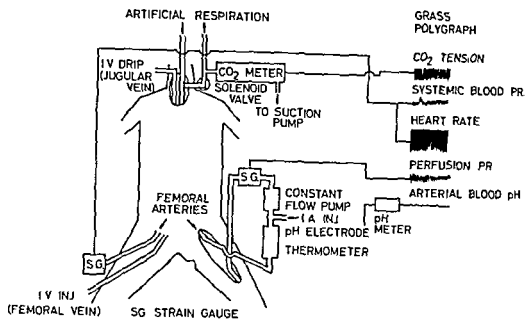 ARTIFICIAL RESPIRATION
GRASS
POLYGRAPH
I V DRIP
(JUGULAR
VEIN)
CO2 METER
SOLENOID
VALVE
TO SUCTION
PUMP
CO2 TENSION
SYSTEMIC BLOOD PR.
HEART RATE
PERFUSION PR
ARTERIAL BLOOD pH
S.G.
FEMORAL
ARTERIES
CONSTANT
FLOW PUMP
I A INJ
pH ELECTRODE
THERMOMETER
pH
METER
S.G.
I V INJ
(FEMORAL VEIN)
SG STRAIN GAUGE